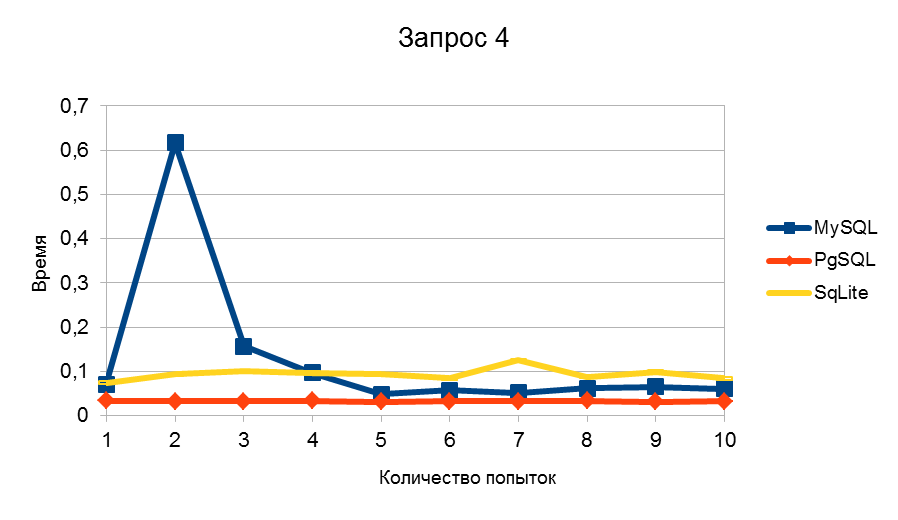 Запрос 4
0,7
0,6
0,5
0,4
0,3
0,2
0,1
0
Время
1 2 3 4 5 6 7 8 9 10
Количество попыток
MySQL
PgSQL
SqLite